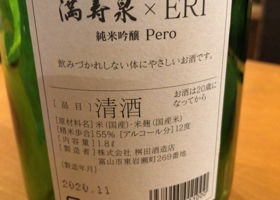 満寿泉 × ERI
純米吟醸 Pero
飲みづかれしない体にやさしいお酒です。
お酒は20歳に
なってから
[品目] 清酒
[原材料名] 米(国産)・米麹(国産)
[精米歩合] 55% [アルコール分] 12度
[内容量] 1.8ℓ
[製造者] 株式会社 桝田酒造店
富山市東岩瀬町269番地
[製造年月]
2020.11